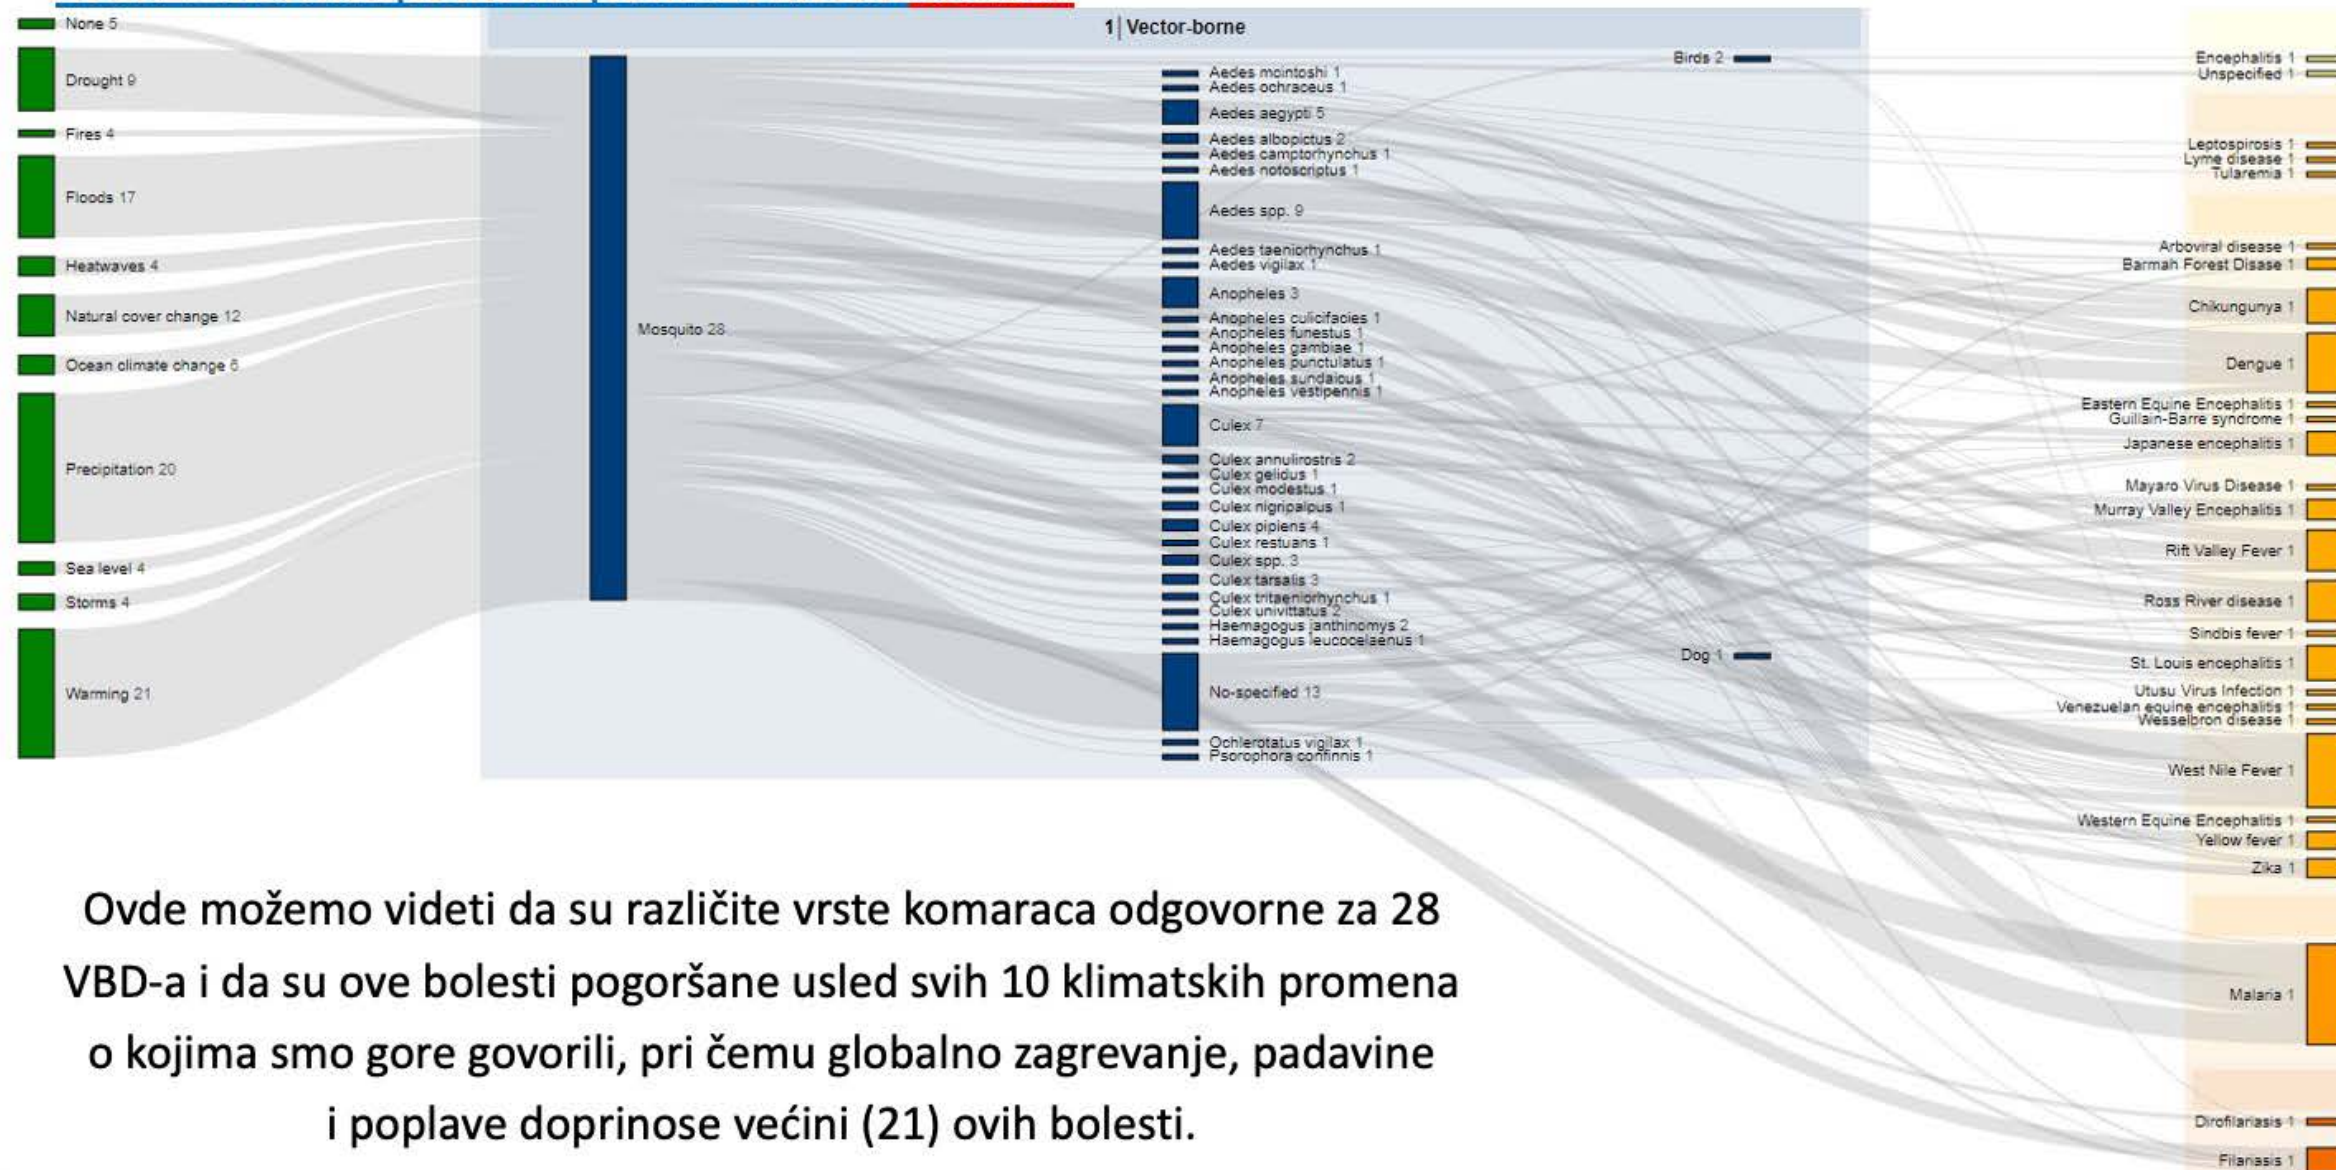 None 5
Drought 9
Fires 4
Floods 17
Heatwaves 4
Natural cover change 12
Ocean climate change 6
Precipitation 20
Sea level 4
Storms 4
Warming 21
1 | Vector-borne
Mosquito 28
Aedes mcintoshi 1
Aedes ochraceus 1
Aedes aegypti 5
Aedes albopictus 2
Aedes camptorhynchus 1
Aedes notoscriptus 1
Aedes spp. 9
Aedes taeniorhynchus 1
Aedes vigilax 1
Anopheles 3
Anopheles culicifacies 1
Anopheles funestus 1
Anopheles gambiae 1
Anopheles punctulatus 1
Anopheles sundaicus 1
Anopheles vestipennis 1
Culex 7
Culex annulirostris 2
Culex gelidus 1
Culex modestus 1
Culex nigripalpus 1
Culex pipiens 4
Culex restuans 1
Culex spp. 3
Culex tarsalis 3
Culex tritaeniorhynchus 1
Culex univittatus 2
Haemagogus janthinomys 2
Haemagogus leucocelaenus 1
No-specified 13
Ochlerotatus vigilax 1
Psorophora confinnis 1
Birds 2
Dog 1
Encephalitis 1
Unspecified 1
Leptospirosis 1
Lyme disease 1
Tularemia 1
Arboviral disease 1
Barmah Forest Disase 1
Chikungunya 1
Dengue 1
Eastern Equine Encephalitis 1
Guillain-Barre syndrome 1
Japanese encephalitis 1
Mayaro Virus Disease 1
Murray Valley Encephalitis 1
Rift Valley Fever 1
Ross River disease 1
Sindbis fever 1
St. Louis encephalitis 1
Utusu Virus Infection 1
Venezuelan equine encephalitis 1
Wesselbron disease 1
West Nile Fever 1
Western Equine Encephalitis 1
Yellow fever 1
Zika 1
Malaria 1
Dirofilariasis 1
Filariasis 1
Ovde možemo videti da su različite vrste komaraca odgovorne za 28
VBD-a i da su ove bolesti pogoršane usled svih 10 klimatskih promena
o kojima smo gore govorili, pri čemu globalno zagrevanje, padavine
i poplave doprinose većini (21) ovih bolesti.